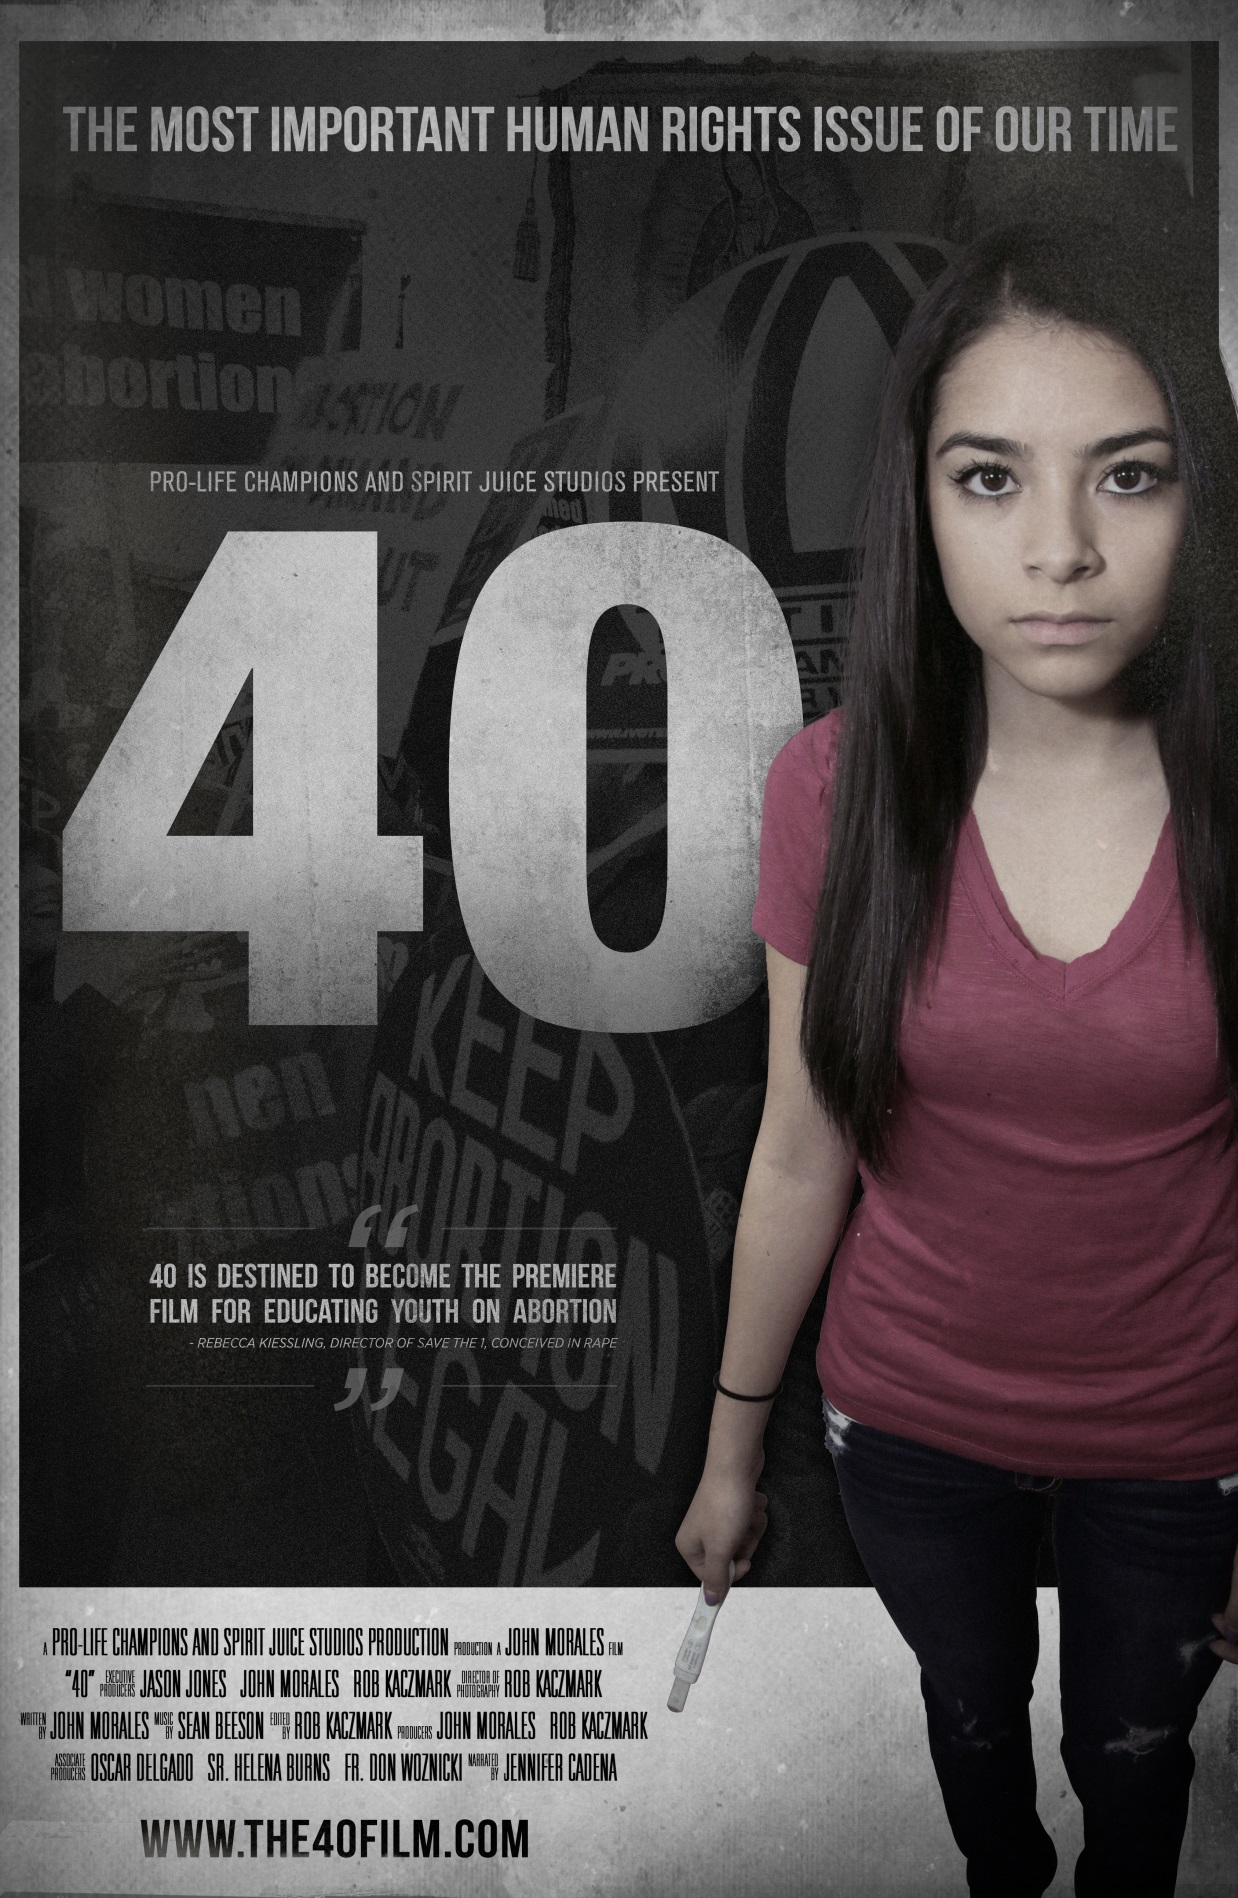 THE MOST IMPORTANT HUMAN RIGHTS ISSUE OF OUR TIME
women
abortion
PRO-LIFE CHAMPIONS AND SPIRIT JUICE STUDIOS PRESENT
40
KEEP
ABORTION
LEGAL
“
40 IS DESTINED TO BECOME THE PREMIERE
FILM FOR EDUCATING YOUTH ON ABORTION
- REBECCA KIESSLING, DIRECTOR OF SAVE THE 1, CONCEIVED IN RAPE
”
A PRO-LIFE CHAMPIONS AND SPIRIT JUICE STUDIOS PRODUCTION PRODUCTION A JOHN MORALES FILM
"40" EXECUTIVE PRODUCERS JASON JONES JOHN MORALES ROB KACZMARK DIRECTOR OF PHOTOGRAPHY ROB KACZMARK
WRITTEN BY JOHN MORALES MUSIC BY SEAN BEESON EDITED BY ROB KACZMARK PRODUCERS JOHN MORALES ROB KACZMARK
ASSOCIATE PRODUCERS OSCAR DELGADO SR. HELENA BURNS FR. DON WOZNICKI NARRATED BY JENNIFER CADENA
WWW.THE40FILM.COM